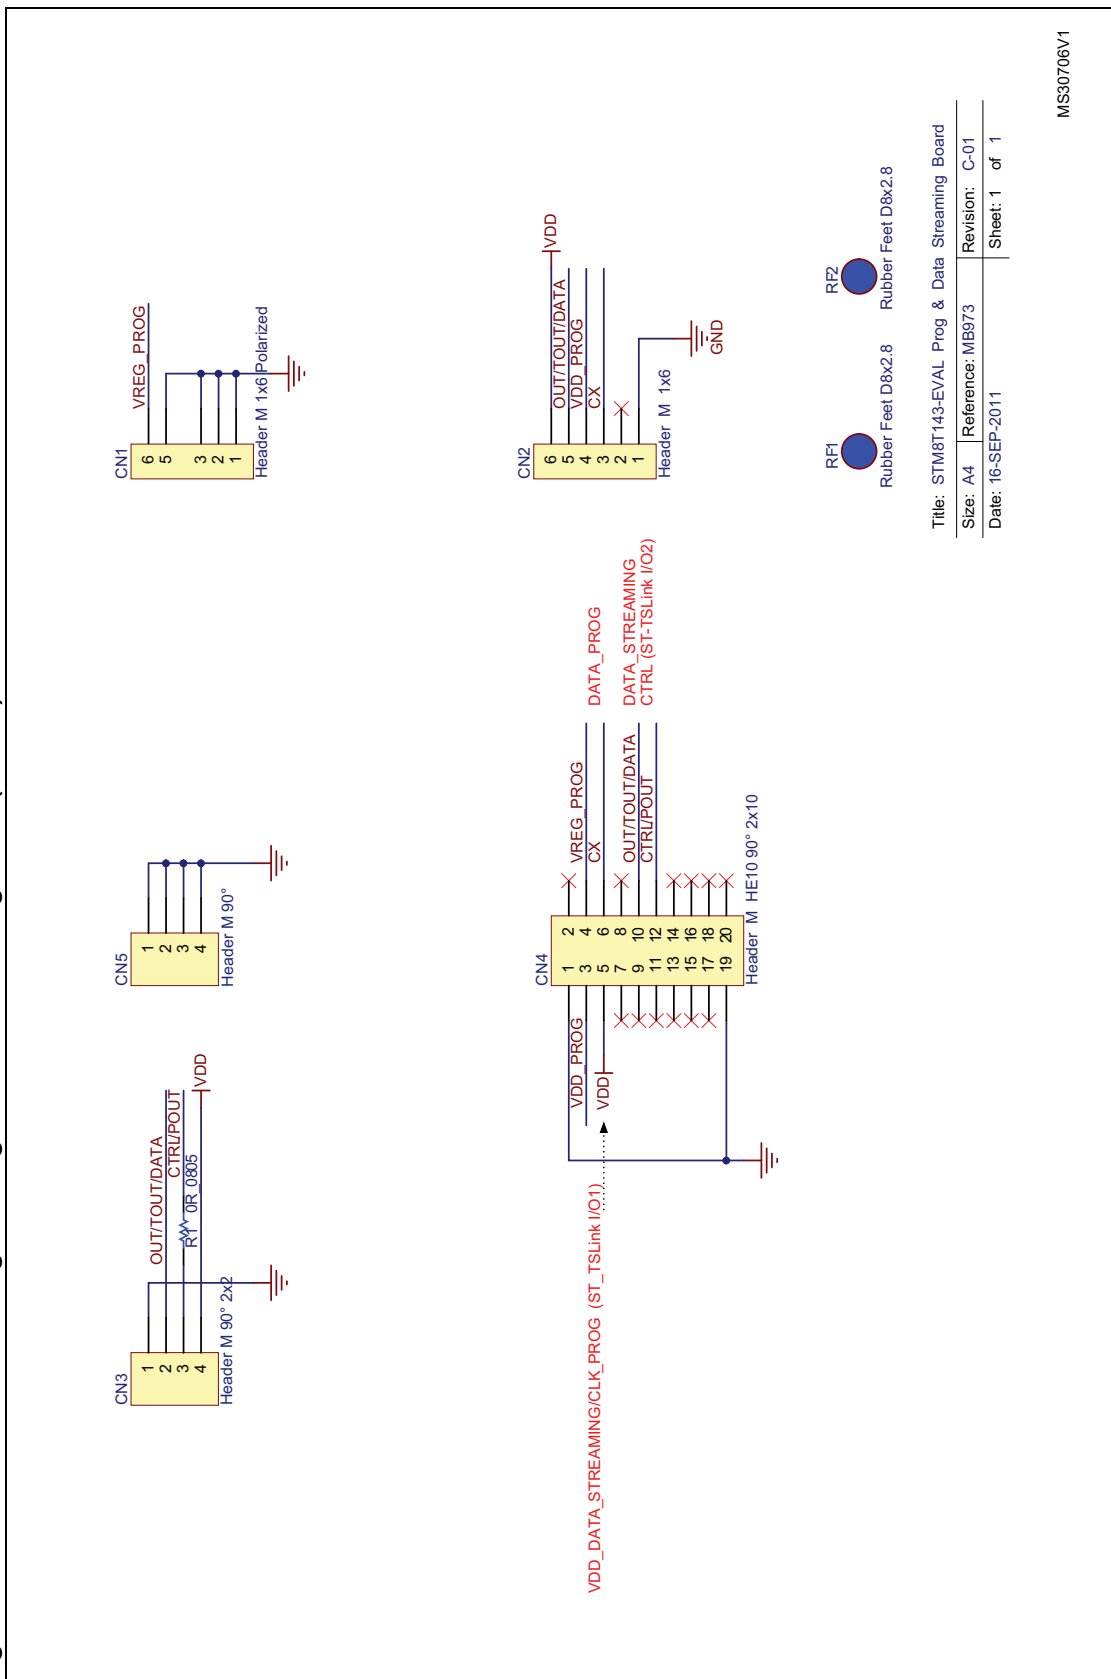 CN3
1
2
3
4
Header M 90° 2x2
OUT/TOUT/DATA
CTRL/POUT
R1 0R_0805
VDD
CN5
1
2
3
4
Header M 90°
CN1
6
5
3
2
1
VREG_PROG
Header M 1x6 Polarized
VDD_DATA_STREAMING/CLK_PROG (ST_TSLink I/O1)
VDD_PROG
VDD
CN4
1 2
3 4
5 6
7 8
9 10
11 12
13 14
15 16
17 18
19 20
Header M HE10 90° 2x10
VREG_PROG
CX
OUT/TOUT/DATA
CTRL/POUT
DATA_PROG
DATA_STREAMING
CTRL (ST-TSLink I/O2)
CN2
6
5
4
3
2
1
Header M 1x6
VDD
OUT/TOUT/DATA
VDD_PROG
CX
GND
RF1
Rubber Feet D8x2.8
RF2
Rubber Feet D8x2.8
Title: STM8T143-EVAL Prog & Data Streaming Board
Size: A4 Reference: MB973 Revision: C-01
Date: 16-SEP-2011 Sheet: 1 of 1
MS30706V1